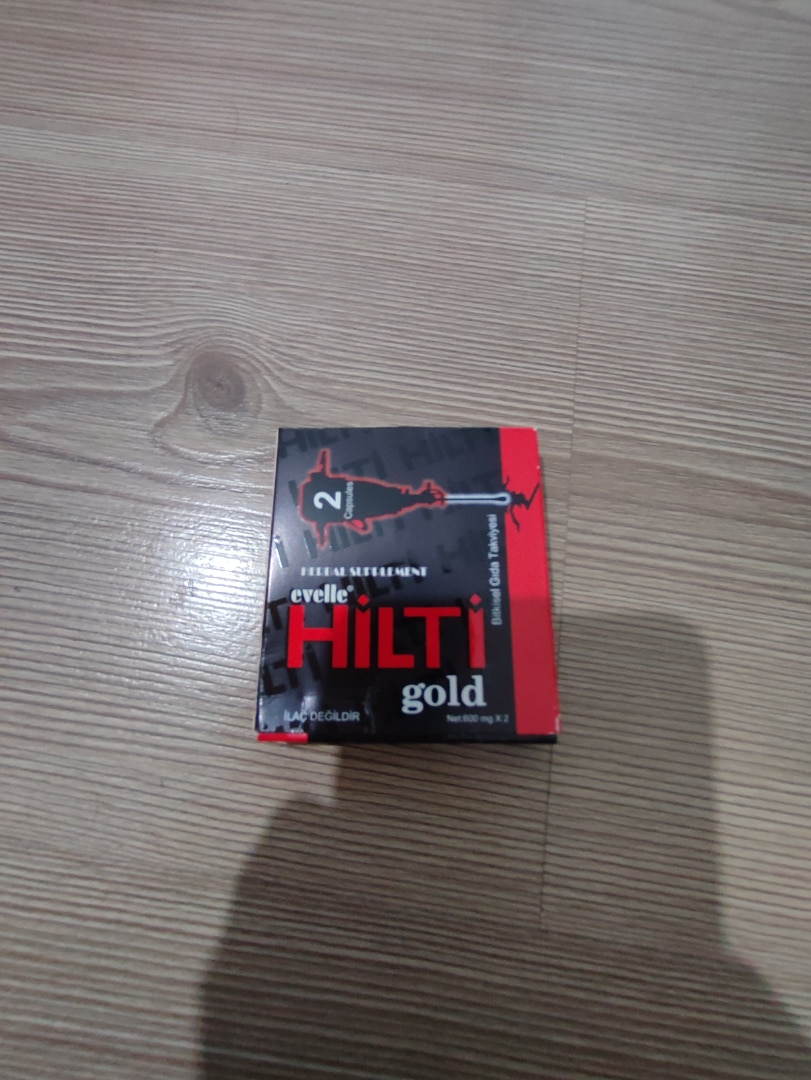 2
Capsules
HERBAL SUPPLEMENT
evelle®
HİLTİ
gold
Bitkisel Gıda Takviyesi
İLAÇ DEĞİLDİR
Net:600 mg X 2